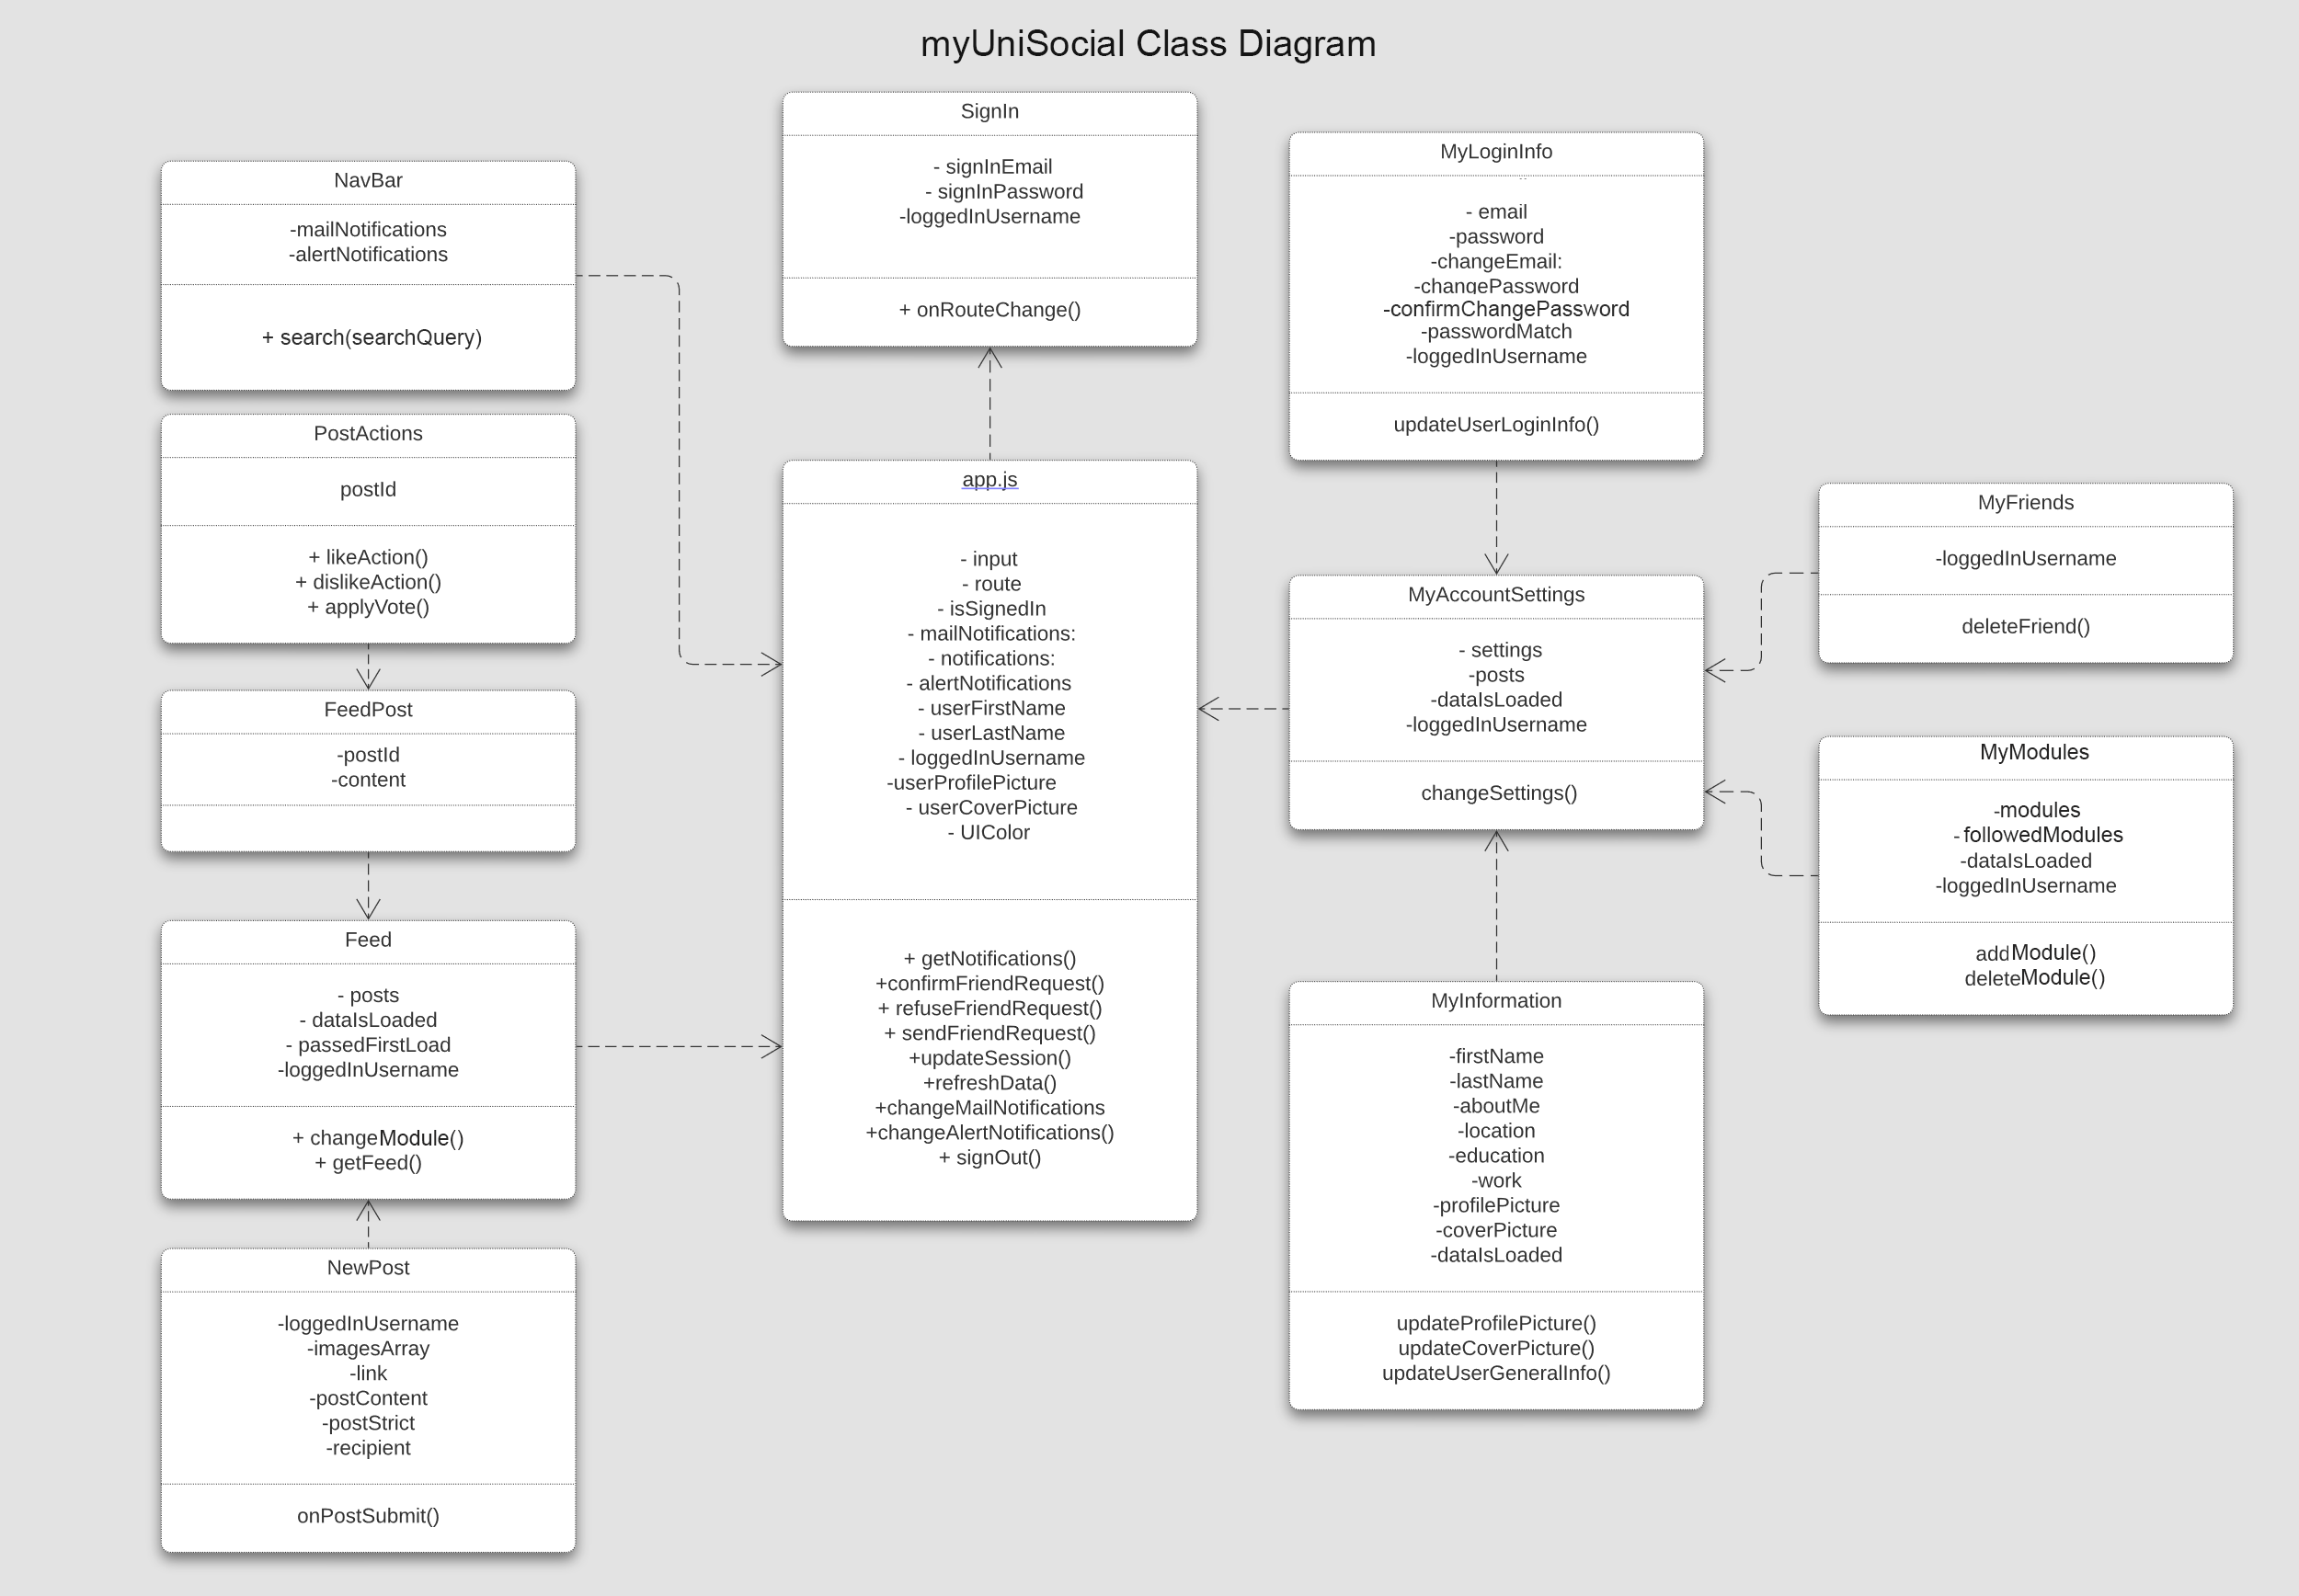 myUniSocial Class Diagram
NavBar
-mailNotifications
-alertNotifications
+ search(searchQuery)
PostActions
postId
+ likeAction()
+ dislikeAction()
+ applyVote()
FeedPost
-postId
-content
Feed
- posts
- dataIsLoaded
- passedFirstLoad
-loggedInUsername
+ changeModule()
+ getFeed()
NewPost
-loggedInUsername
-imagesArray
-link
-postContent
-postStrict
-recipient
onPostSubmit()
SignIn
- signInEmail
- signInPassword
-loggedInUsername
+ onRouteChange()
app.js
- input
- route
- isSignedIn
- mailNotifications:
- notifications:
- alertNotifications
- userFirstName
- userLastName
- loggedInUsername
-userProfilePicture
- userCoverPicture
- UIColor
+ getNotifications()
+confirmFriendRequest()
+ refuseFriendRequest()
+ sendFriendRequest()
+updateSession()
+refreshData()
+changeMailNotifications
+changeAlertNotifications()
+ signOut()
MyLoginInfo
- email
-password
-changeEmail:
-changePassword
-confirmChangePassword
-passwordMatch
-loggedInUsername
updateUserLoginInfo()
MyAccountSettings
- settings
-posts
-dataIsLoaded
-loggedInUsername
changeSettings()
MyInformation
-firstName
-lastName
-aboutMe
-location
-education
-work
-profilePicture
-coverPicture
-dataIsLoaded
updateProfilePicture()
updateCoverPicture()
updateUserGeneralInfo()
MyFriends
-loggedInUsername
deleteFriend()
MyModules
-modules
-followedModules
-dataIsLoaded
-loggedInUsername
addModule()
deleteModule()